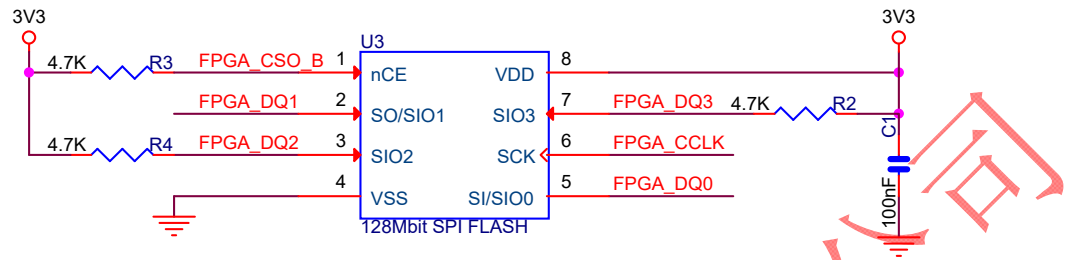 3V3
3V3
U3
4.7K
R3
FPGA_CSO_B
1
nCE
VDD
8
FPGA_DQ1
2
SO/SIO1
SIO3
7
FPGA_DQ3
4.7K
R2
4.7K
R4
FPGA_DQ2
3
SIO2
SCK
6
FPGA_CCLK
C1
100nF
4
VSS
SI/SIO0
5
FPGA_DQ0
128Mbit SPI FLASH